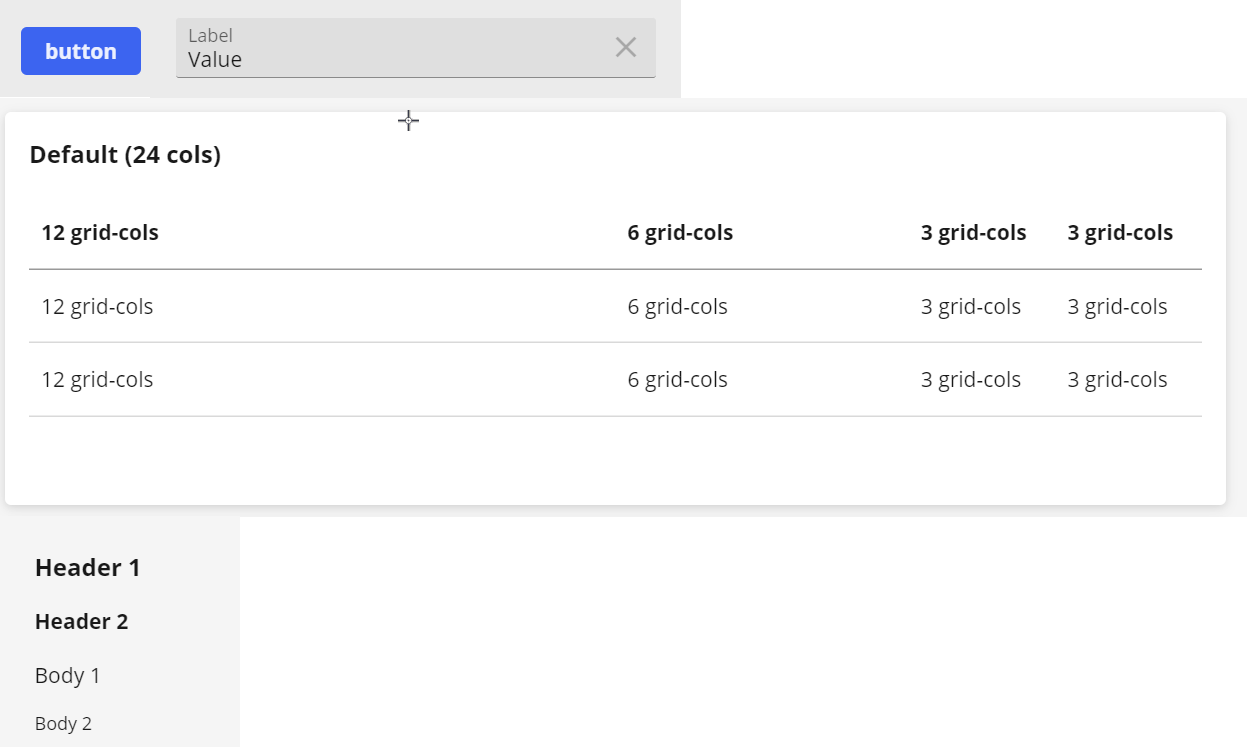 button
Label
Value
Default (24 cols)
12 grid-cols 6 grid-cols 3 grid-cols 3 grid-cols
12 grid-cols 6 grid-cols 3 grid-cols 3 grid-cols
12 grid-cols 6 grid-cols 3 grid-cols 3 grid-cols
Header 1
Header 2
Body 1
Body 2